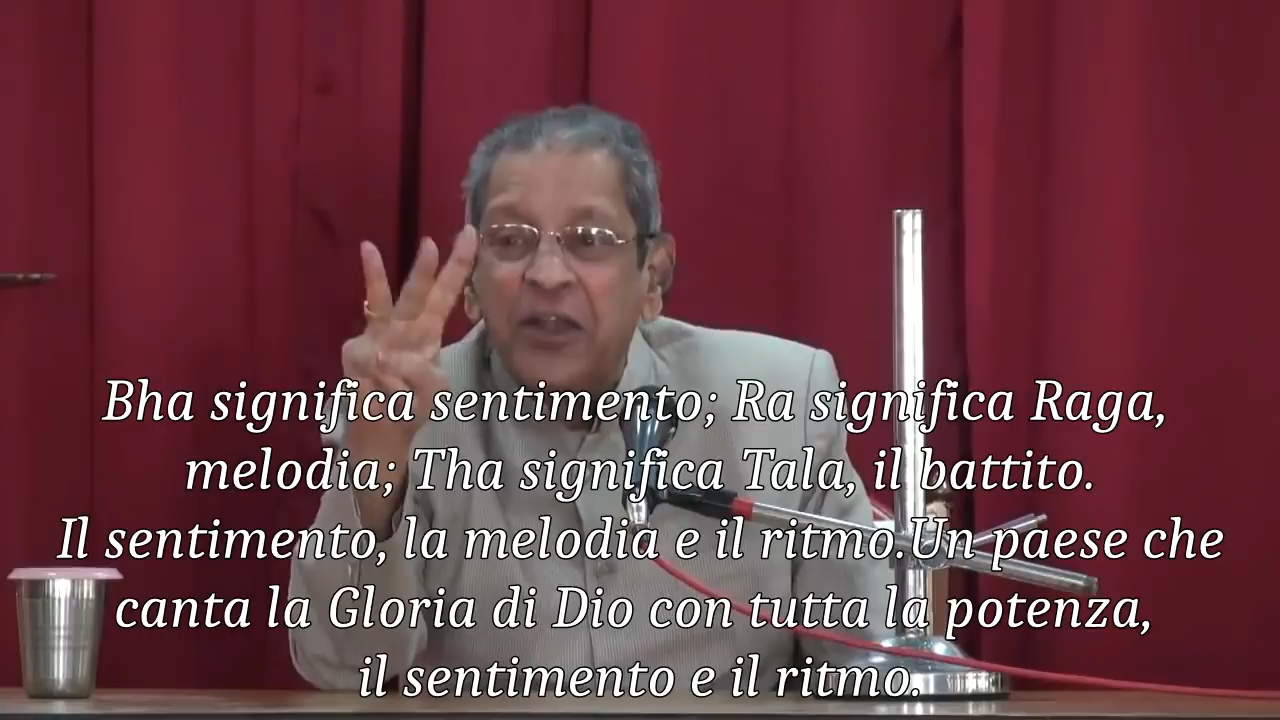 Bha significa sentimento; Ra significa Raga,
melodia; Tha significa Tala, il battito.
Il sentimento, la melodia e il ritmo.Un paese che
canta la Gloria di Dio con tutta la potenza,
il sentimento e il ritmo.